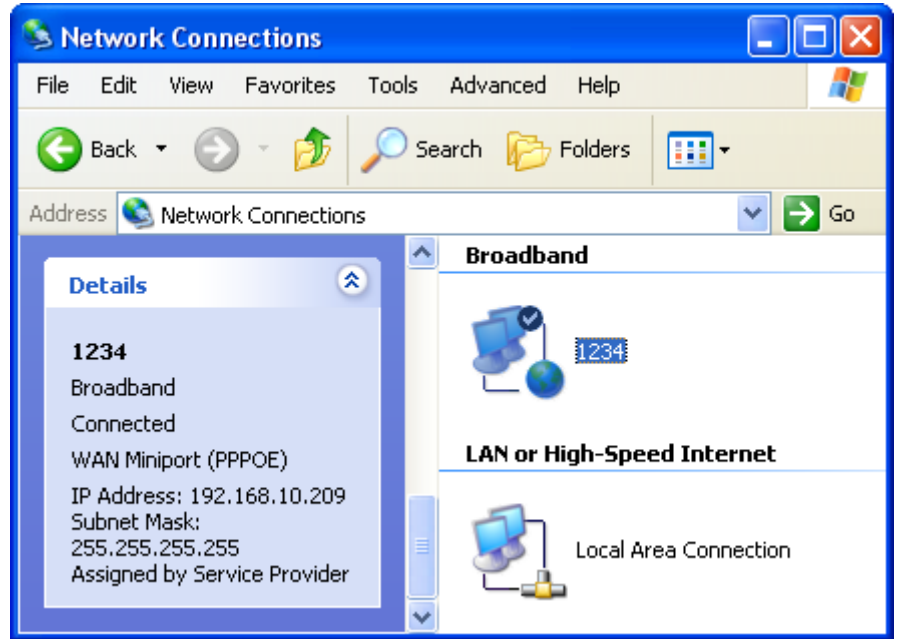 Network Connections
File Edit View Favorites Tools Advanced Help
Back Search Folders
Address Network Connections Go
Details
1234
Broadband
Connected
WAN Miniport (PPPOE)
IP Address: 192.168.10.209
Subnet Mask:
255.255.255.255
Assigned by Service Provider
Broadband
1234
LAN or High-Speed Internet
Local Area Connection